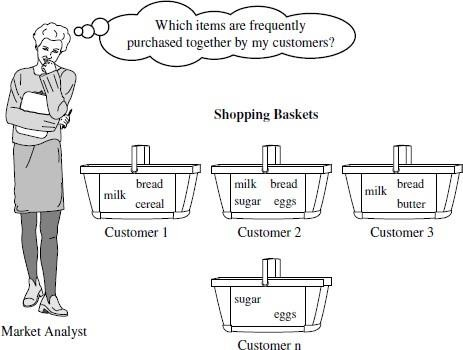 Which items are frequently
purchased together by my customers?
Shopping Baskets
milk
bread
cereal
milk bread
sugar eggs
milk
bread
butter
Customer 1
Customer 2
Customer 3
sugar
eggs
Market Analyst
Customer n